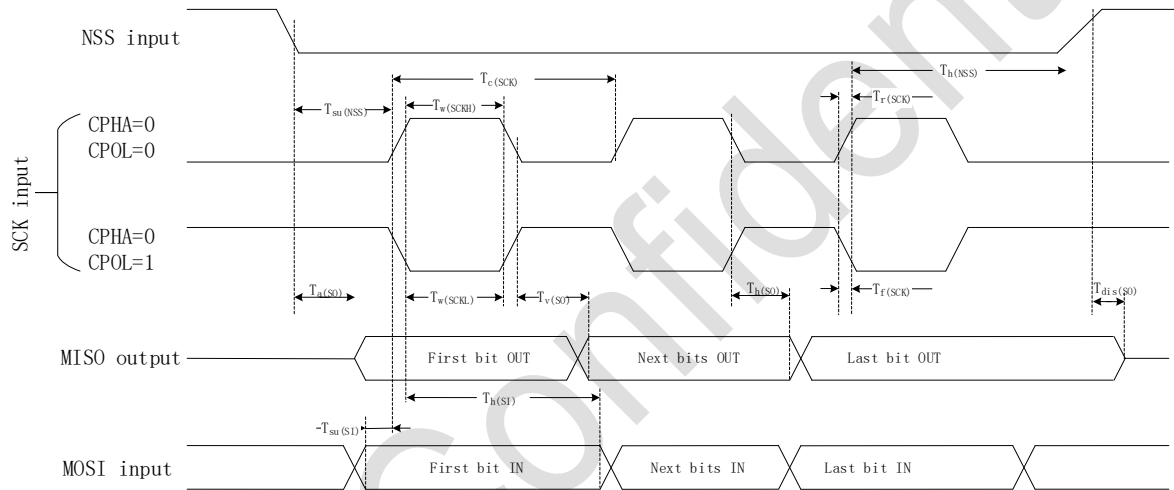 NSS input
Tc(SCK)
Th(NSS)
Tsu(NSS)
Tw(SCKH)
Tr(SCK)
CPHA=0
CPOL=0
SCK input
CPHA=0
CPOL=1
Ta(SO)
Tw(SCKL)
Tv(SO)
Th(SO)
Tf(SCK)
Tdis(SO)
MISO output
First bit OUT
Next bits OUT
Last bit OUT
Th(SI)
Tsu(SI)
MOSI input
First bit IN
Next bits IN
Last bit IN
Confident